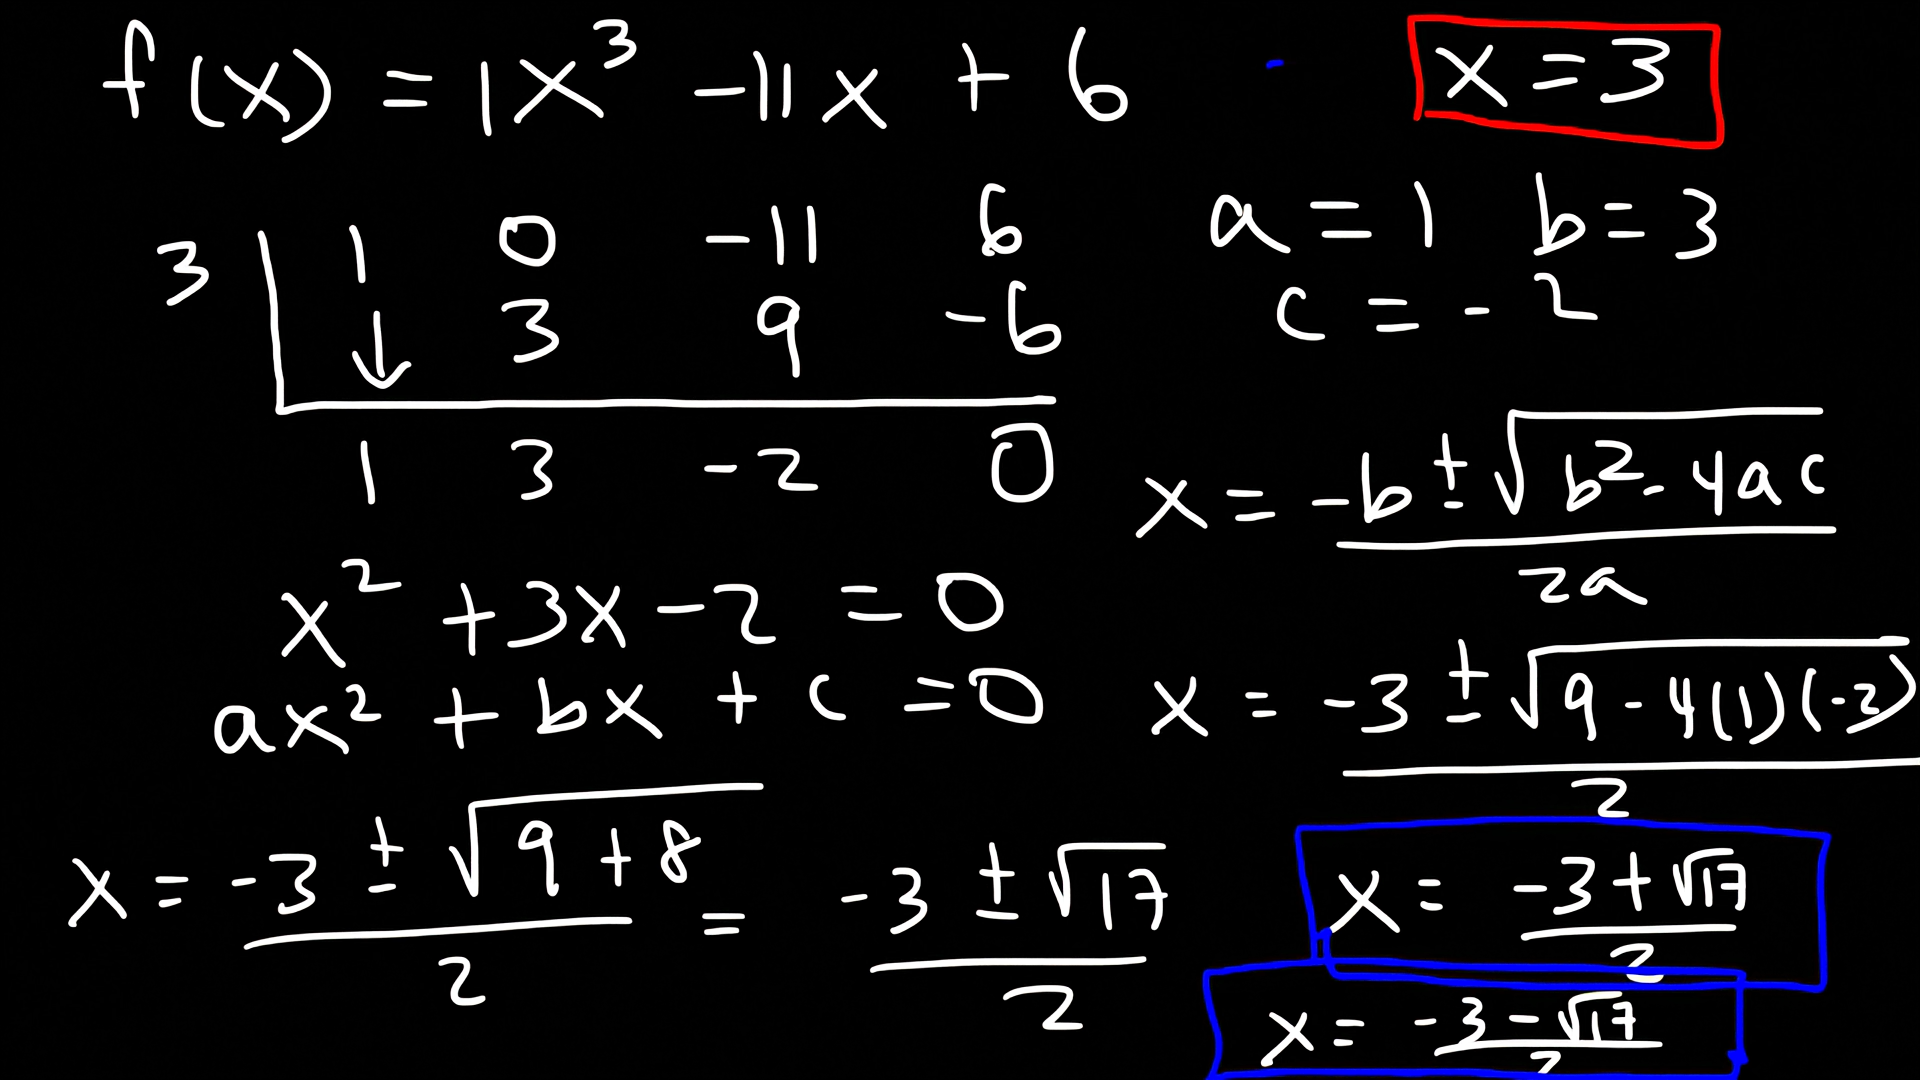 f(x) = 1x³ - 11x + 6
x = 3
3 | 1 0 -11 6
↓ 3 9 -6
1 3 -2 0
a = 1 b = 3
c = -2
x = (-b ± √(b² - 4ac)) / 2a
x² + 3x - 2 = 0
ax² + bx + c = 0
x = (-3 ± √(9 - 4(1)(-2))) / 2
x = (-3 ± √(9 + 8)) / 2 = (-3 ± √17) / 2
x = (-3 + √17) / 2
x = (-3 - √17) / 2